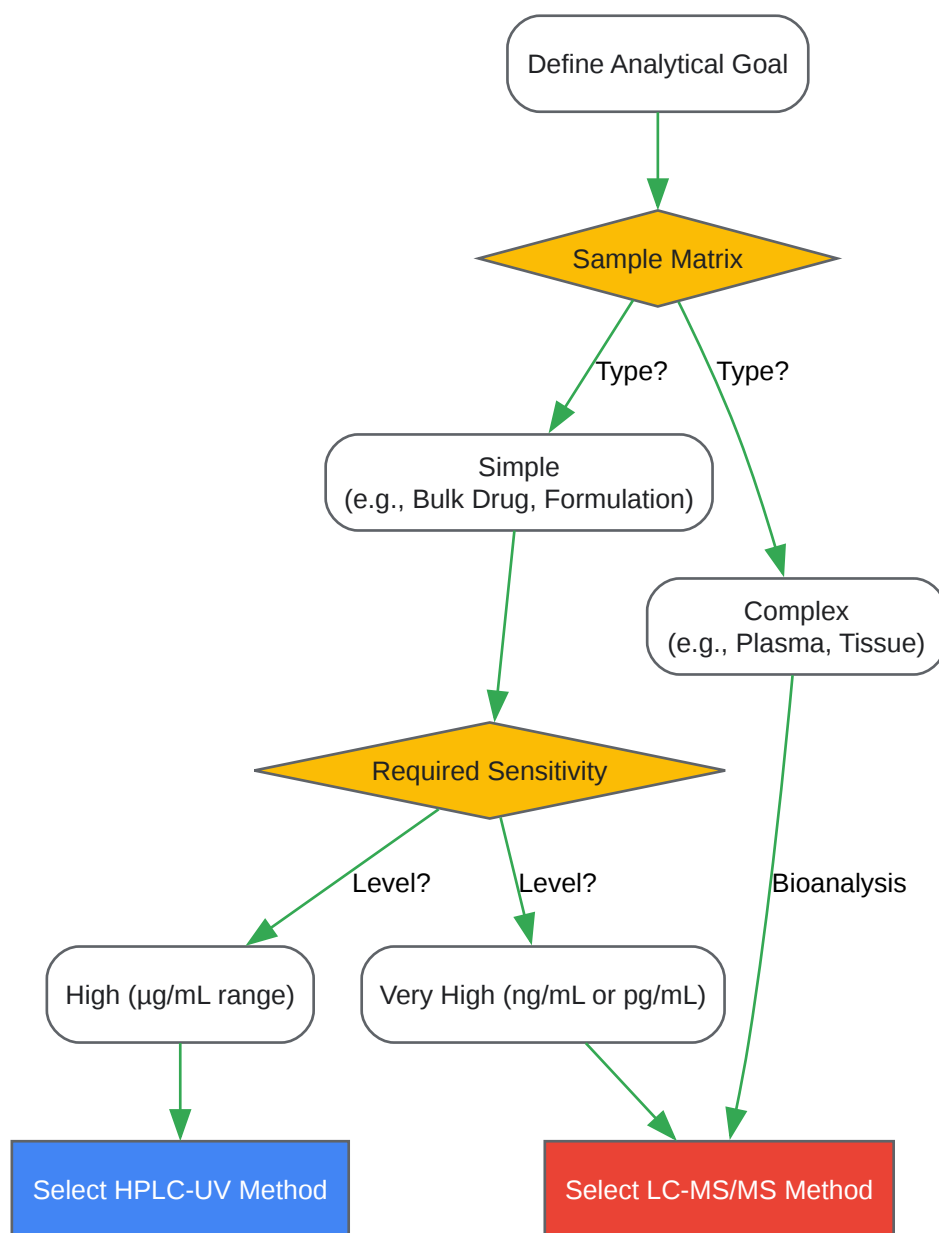 Define Analytical Goal
Sample Matrix
Type?
Type?
Simple
(e.g., Bulk Drug, Formulation)
Complex
(e.g., Plasma, Tissue)
Required Sensitivity
Level?
Level?
Bioanalysis
High (µg/mL range)
Very High (ng/mL or pg/mL)
Select HPLC-UV Method
Select LC-MS/MS Method